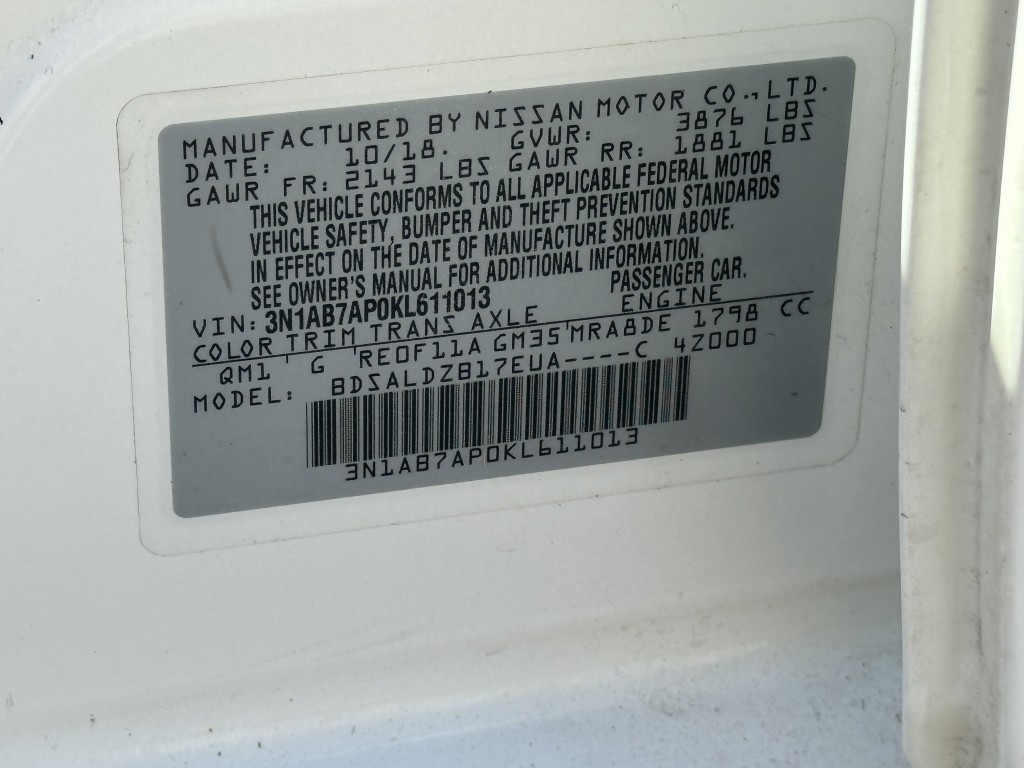 MANUFACTURED BY NISSAN MOTOR CO., LTD.
DATE: 10/18. GVWR: 3876 LBS
GAWR FR: 2143 LBS GAWR RR: 1881 LBS
THIS VEHICLE CONFORMS TO ALL APPLICABLE FEDERAL MOTOR
VEHICLE SAFETY, BUMPER AND THEFT PREVENTION STANDARDS
IN EFFECT ON THE DATE OF MANUFACTURE SHOWN ABOVE.
SEE OWNER'S MANUAL FOR ADDITIONAL INFORMATION.
VIN: 3N1AB7AP0KL611013 PASSENGER CAR.
COLOR TRIM TRANS AXLE ENGINE
QM1 ' G 'RE0F11A GM35'MRA8DE 1798 CC
MODEL: BDSALDZB17EUA----C 4Z000
3N1AB7AP0KL611013